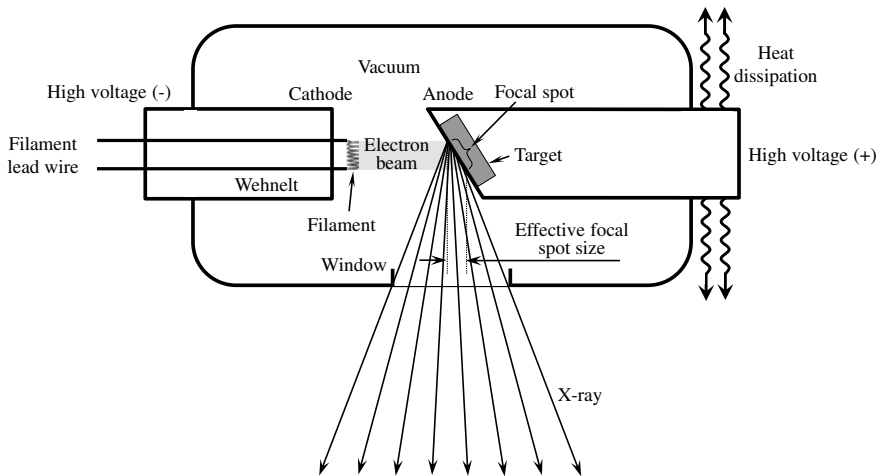 Heat
dissipation
Vacuum
High voltage (-)
Cathode
Anode
Focal spot
Filament
lead wire
Electron
beam
Target
High voltage (+)
Wehnelt
Filament
Effective focal
spot size
Window
X-ray